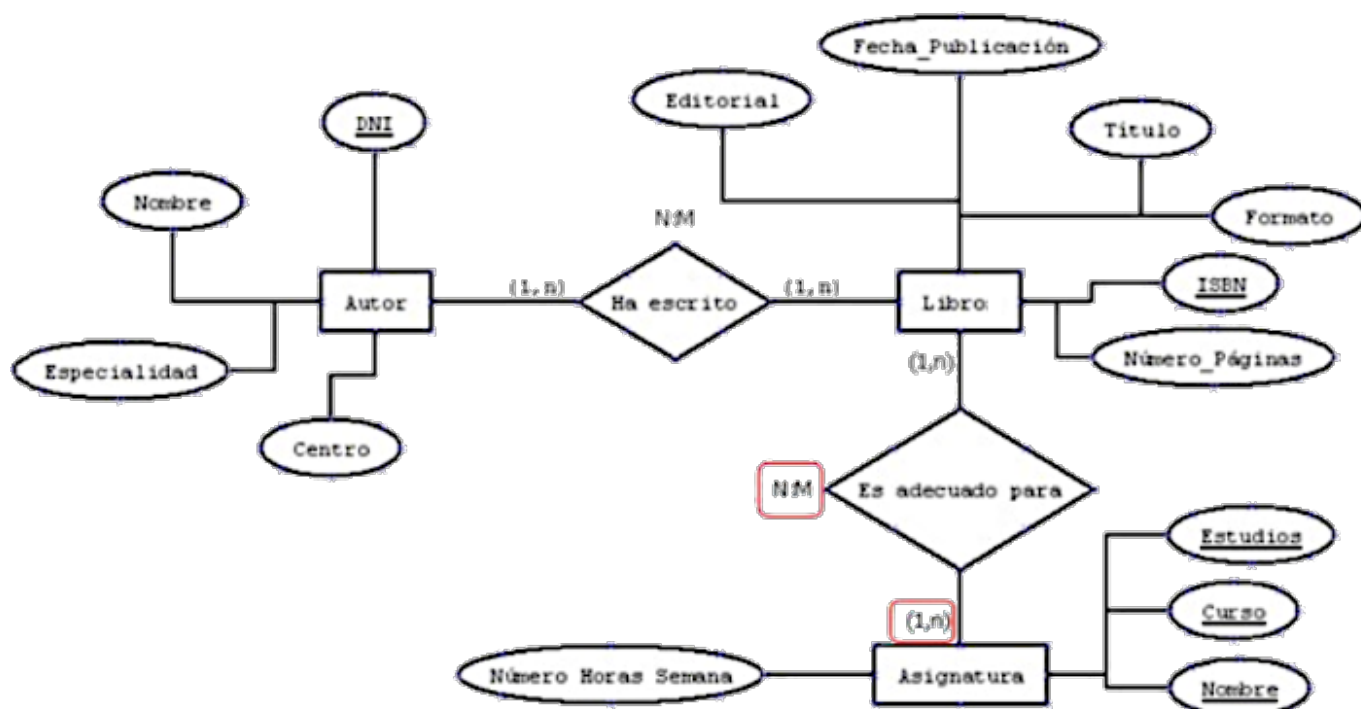 Fecha_Publicación
Editorial
DNI
Título
Nombre
Formato
N:M
(1,n)
(1,n)
ISBN
Autor
Ha escrito
Libro:
Número_Páginas
(1,n)
Especialidad
Centro
N:M
Es adecuado para
Estudios
Curso
(1,n)
Número Horas Semana
Asignatura
Nombre